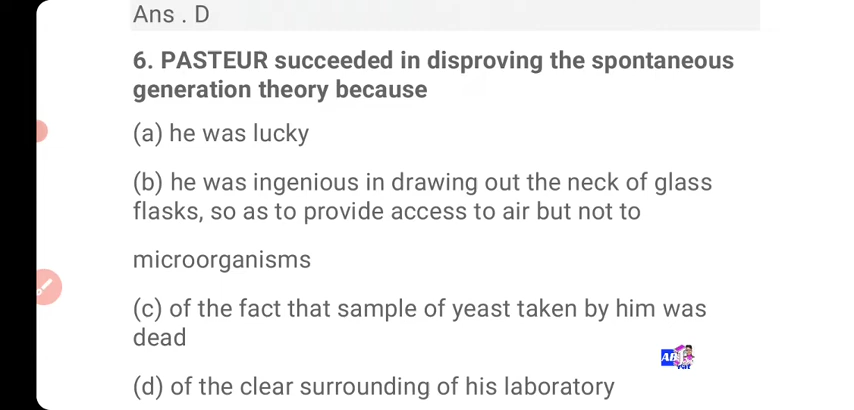 Ans . D
6. PASTEUR succeeded in disproving the spontaneous
generation theory because
(a) he was lucky
(b) he was ingenious in drawing out the neck of glass
flasks, so as to provide access to air but not to
microorganisms
(c) of the fact that sample of yeast taken by him was
dead
(d) of the clear surrounding of his laboratory